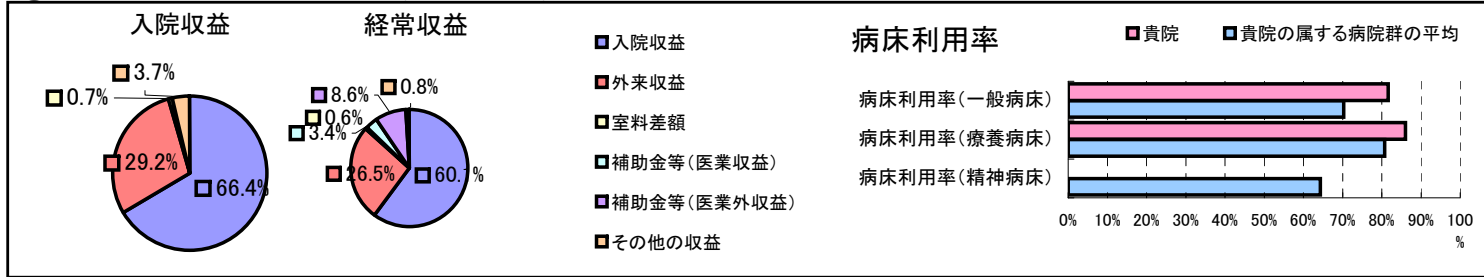 入院収益
3.7%
0.7%
29.2%
66.4%
経常収益
0.8%
8.6%
0.6%
3.4%
26.5%
入院収益
外来収益
室料差額
補助金等(医業収益)
補助金等(医業外収益)
その他の収益
病床利用率
貴院
貴院の属する病院群の平均
病床利用率(一般病床)
病床利用率(療養病床)
病床利用率(精神病床)
0% 10% 20% 30% 40% 50% 60% 70% 80% 90% 100
%